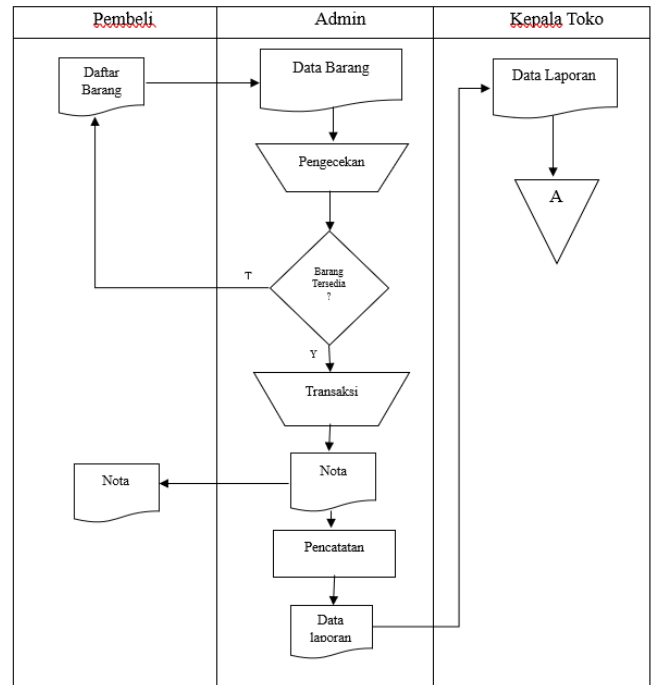 Pembeli
Admin
Kepala Toko
Daftar
Barang
Data Barang
Data Laporan
Pengecekan
A
Barang
Tersedia
?
T
Y
Transaksi
Nota
Nota
Pencatatan
Data
laporan